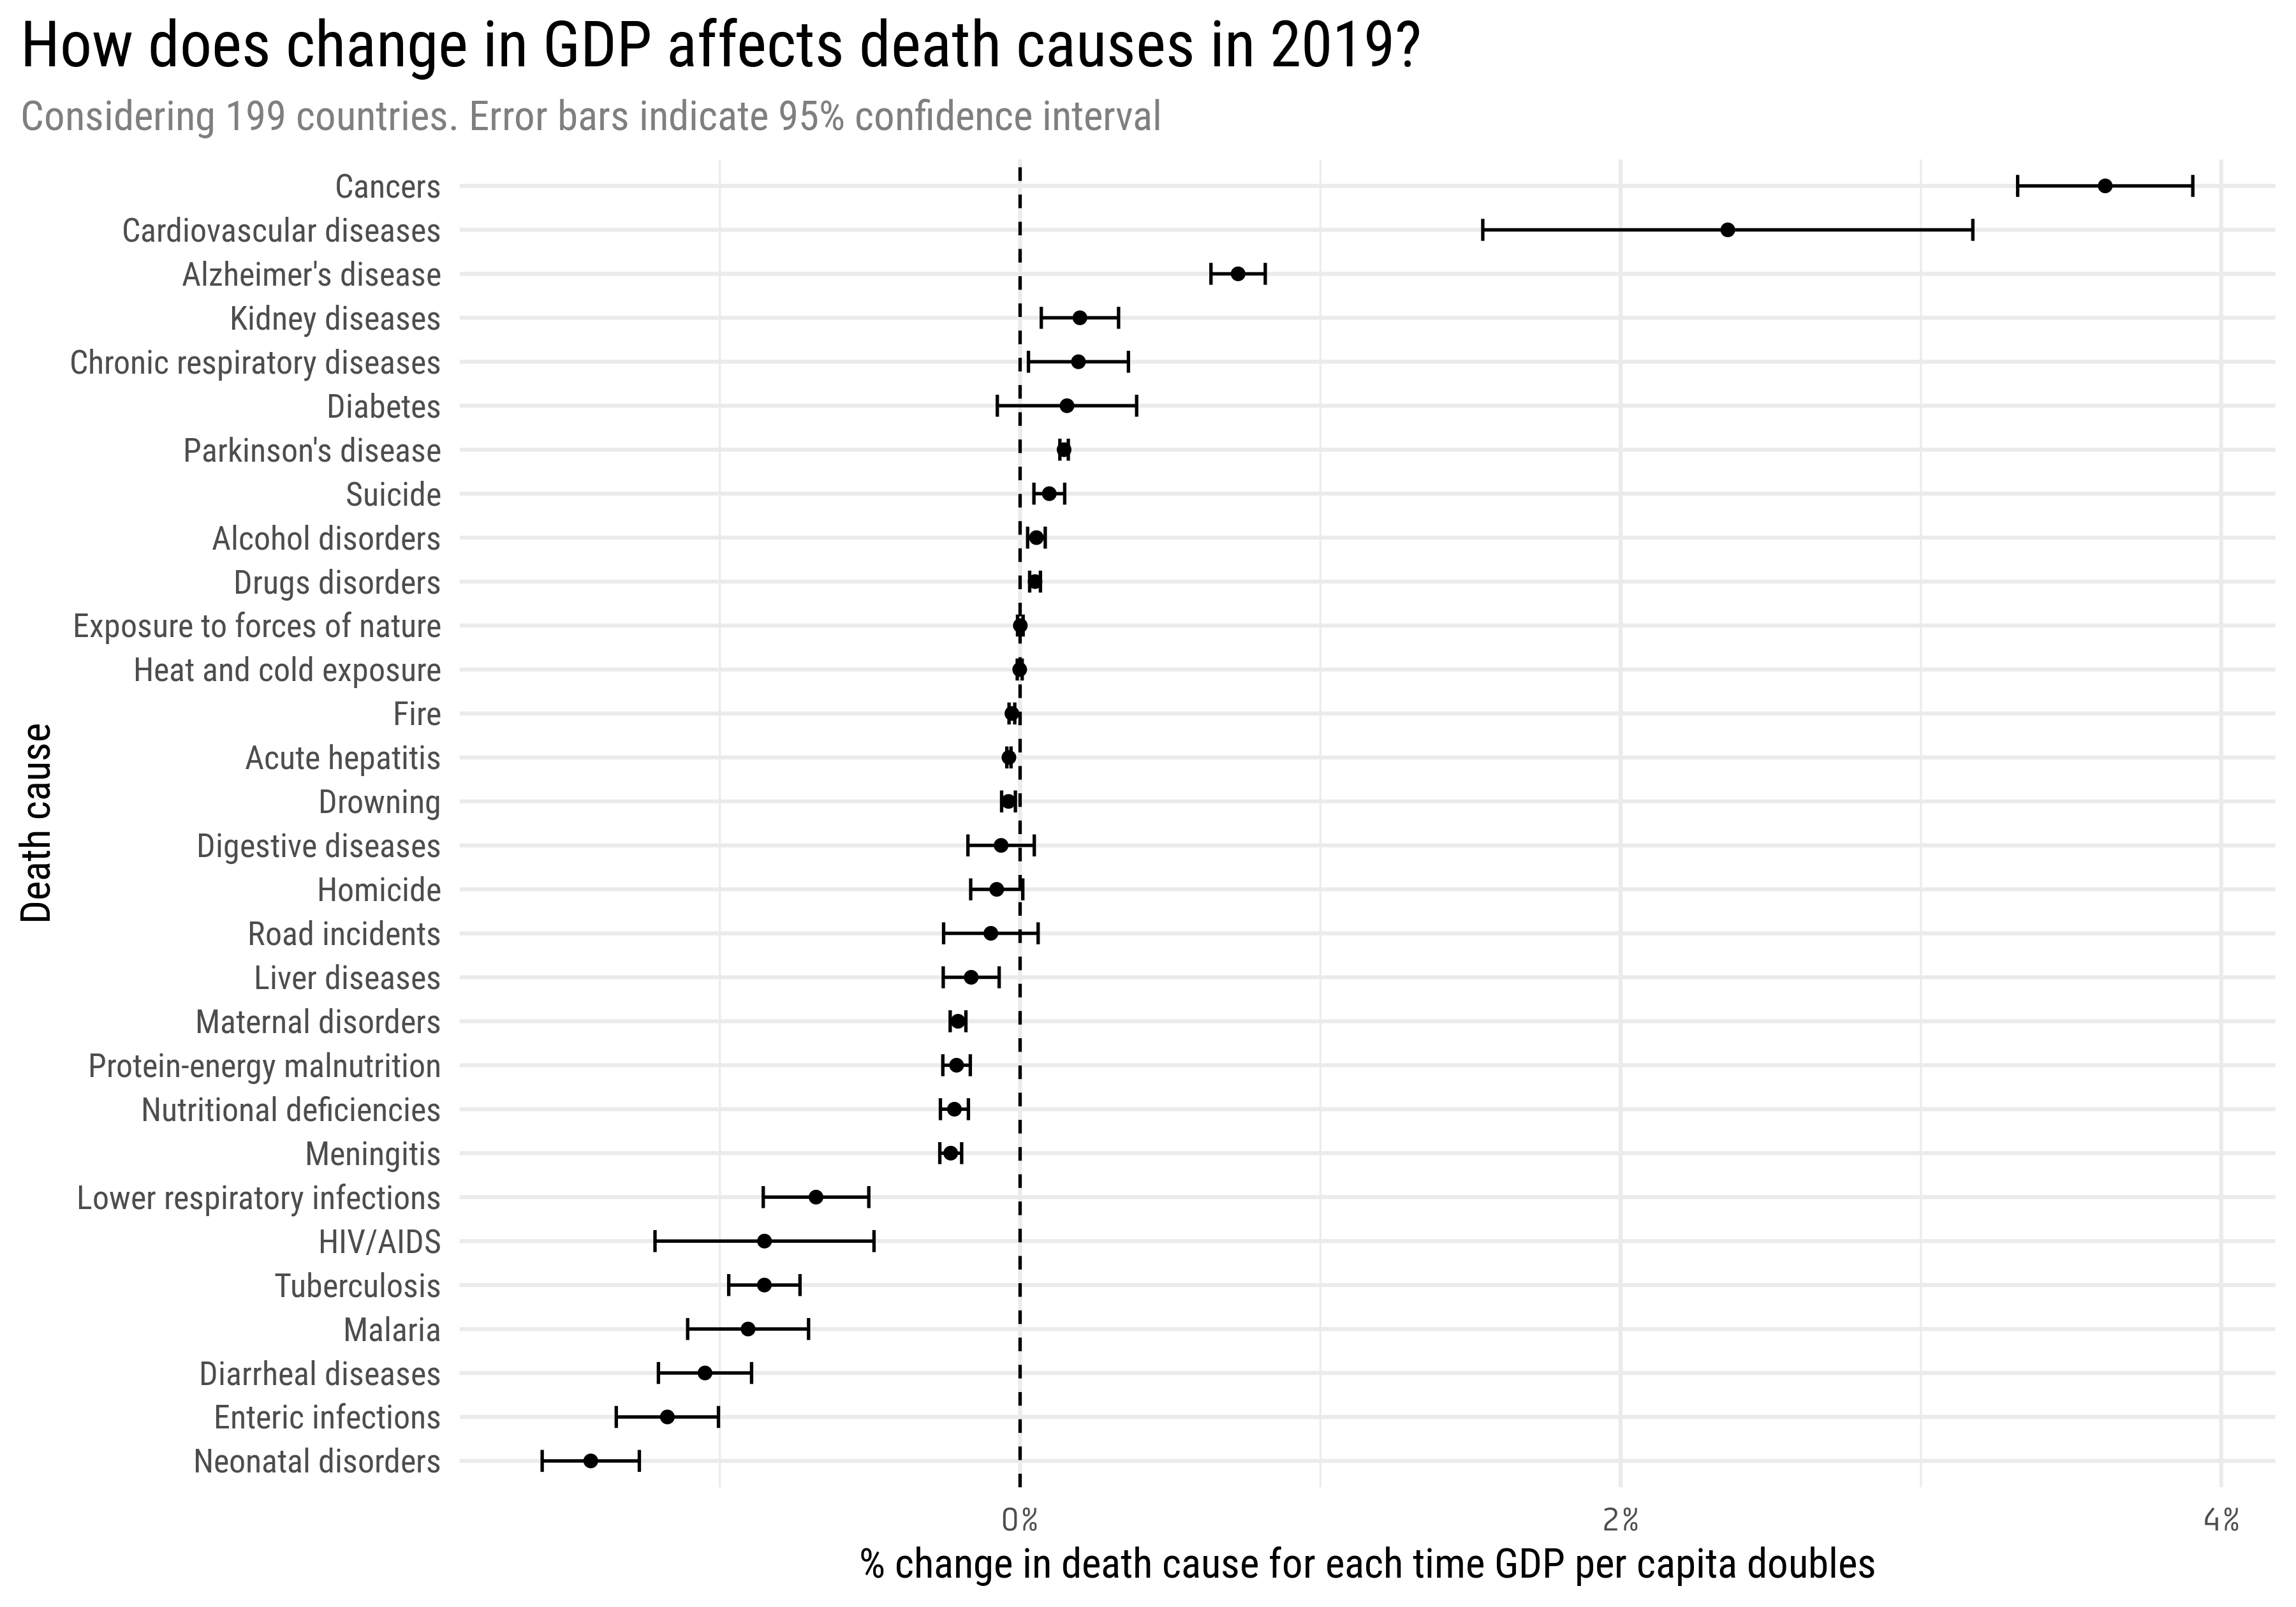 How does change in GDP affects death causes in 2019?
Considering 199 countries. Error bars indicate 95% confidence interval
Cancers
Cardiovascular diseases
Alzheimer's disease
Kidney diseases
Chronic respiratory diseases
Diabetes
Parkinson's disease
Suicide
Alcohol disorders
Drugs disorders
Exposure to forces of nature
Heat and cold exposure
Fire
Acute hepatitis
Drowning
Digestive diseases
Homicide
Road incidents
Liver diseases
Maternal disorders
Protein-energy malnutrition
Nutritional deficiencies
Meningitis
Lower respiratory infections
HIV/AIDS
Tuberculosis
Malaria
Diarrheal diseases
Enteric infections
Neonatal disorders
Death cause
0% 2% 4%
% change in death cause for each time GDP per capita doubles